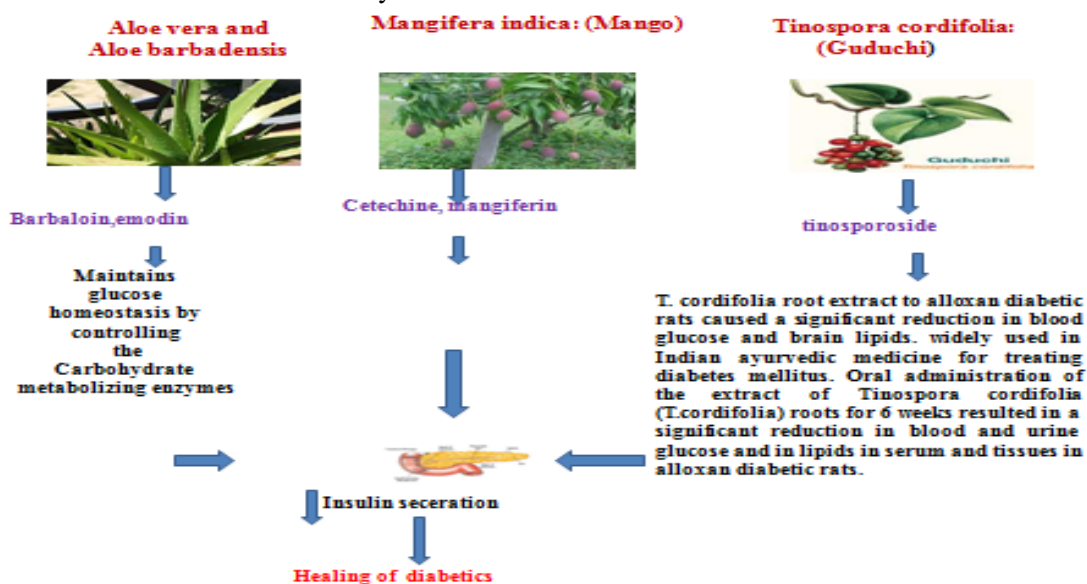 Aloe vera and
Aloe barbadensis
Mangifera indica: (Mango)
Tinospora cordifolia:
(Guduchi)
Guduchi
Tinospora cordifolia
Barbaloin,emodin
Cetechine, mangiferin
tinosporoside
Maintains
glucose
homeostasis by
controlling
the
Carbohydrate
metabolizing enzymes
T. cordifolia root extract to alloxan diabetic
rats caused a significant reduction in blood
glucose and brain lipids. widely used in
Indian ayurvedic medicine for treating
diabetes mellitus. Oral administration of
the extract of Tinospora cordifolia
(T.cordifolia) roots for 6 weeks resulted in a
significant reduction in blood and urine
glucose and in lipids in serum and tissues in
alloxan diabetic rats.
Insulin seceration
Healing of diabetics